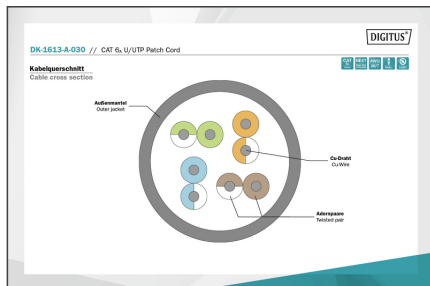 DIGITUS®
DK-1613-A-030 // CAT 6A U/UTP Patch Cord
Kabelquerschnitt
Cable cross section
Außenmantel
Outer jacket
Cu-Draht
Cu-Wire
Adernpaare
Twisted pair